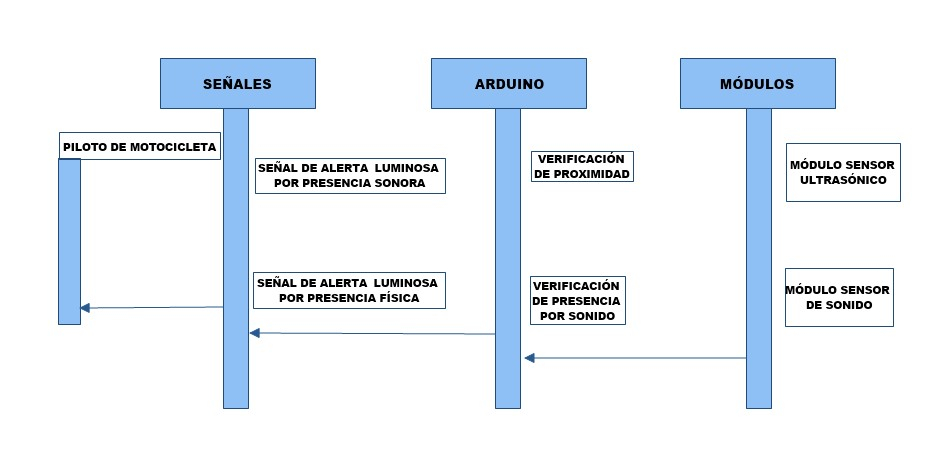 SEÑALES
ARDUINO
MÓDULOS
PILOTO DE MOTOCICLETA
SEÑAL DE ALERTA LUMINOSA
POR PRESENCIA SONORA
VERIFICACIÓN
DE PROXIMIDAD
MÓDULO SENSOR
ULTRASÓNICO
SEÑAL DE ALERTA LUMINOSA
POR PRESENCIA FÍSICA
VERIFICACIÓN
DE PRESENCIA
POR SONIDO
MÓDULO SENSOR
DE SONIDO